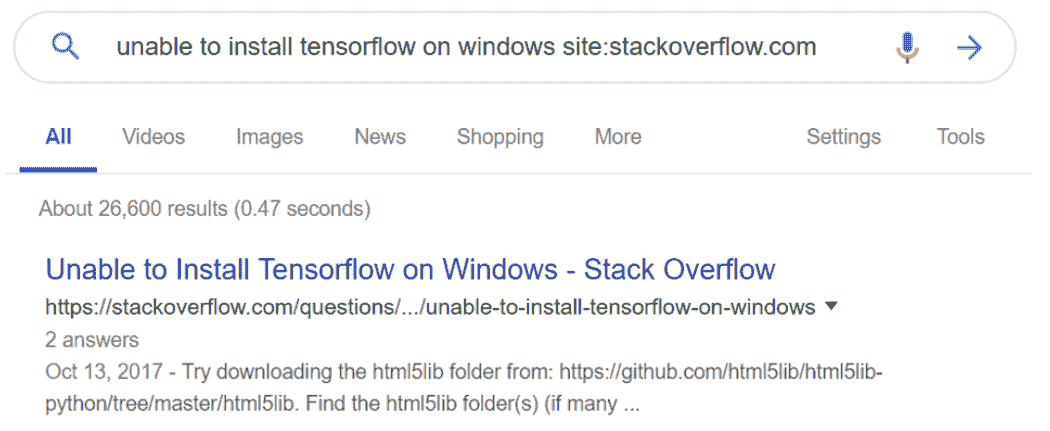 unable to install tensorflow on windows site:stackoverflow.com
All Videos Images News Shopping More Settings Tools
About 26,600 results (0.47 seconds)
Unable to Install Tensorflow on Windows - Stack Overflow
https://stackoverflow.com/questions/.../unable-to-install-tensorflow-on-windows
2 answers
Oct 13, 2017 - Try downloading the html5lib folder from: https://github.com/html5lib/html5lib-
python/tree/master/html5lib. Find the html5lib folder(s) (if many ...